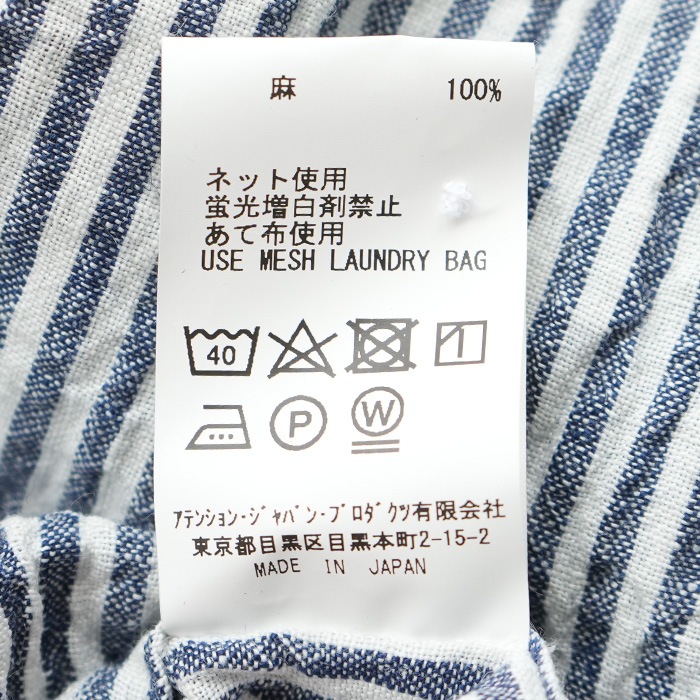 麻 100%
ネット使用
蛍光増白剤禁止
あて布使用
USE MESH LAUNDRY BAG
40
P W
ｱﾃﾝｼｮﾝ･ｼﾞｬﾊﾟﾝ･ﾌﾟﾛﾀﾞｸﾂ有限会社
東京都目黒区目黒本町2-15-2
MADE IN JAPAN